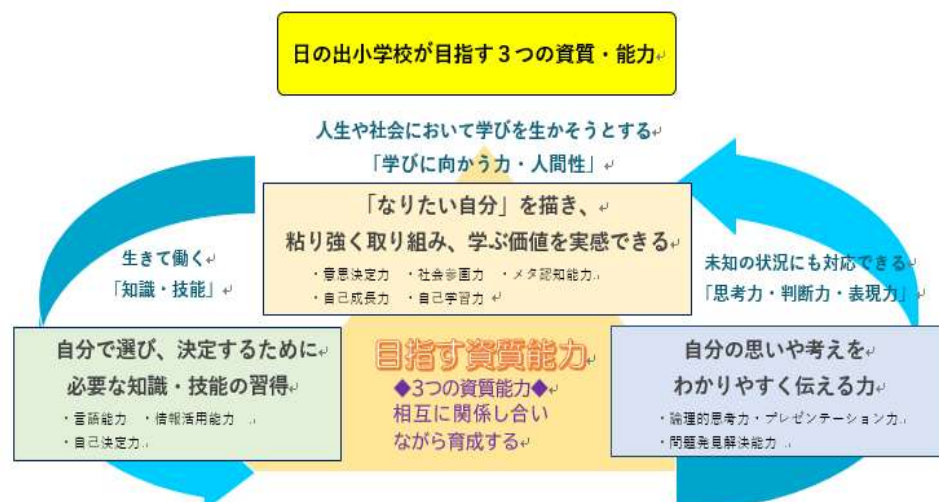 日の出小学校が目指す３つの資質・能力
人生や社会において学びを生かそうとする
「学びに向かう力・人間性」
「なりたい自分」を描き、
粘り強く取り組み、学ぶ価値を実感できる
・意思決定力　・社会参画力　・メタ認知能力
・自己成長力　・自己学習力
生きて働く
「知識・技能」
未知の状況にも対応できる
「思考力・判断力・表現力」
自分で選び、決定するために
必要な知識・技能の習得
・言語能力　・情報活用能力
・自己決定力
目指す資質能力
◆3つの資質能力◆
相互に関係し合い
ながら育成する
自分の思いや考えを
わかりやすく伝える力
・論理的思考力・プレゼンテーション力
・問題発見解決能力